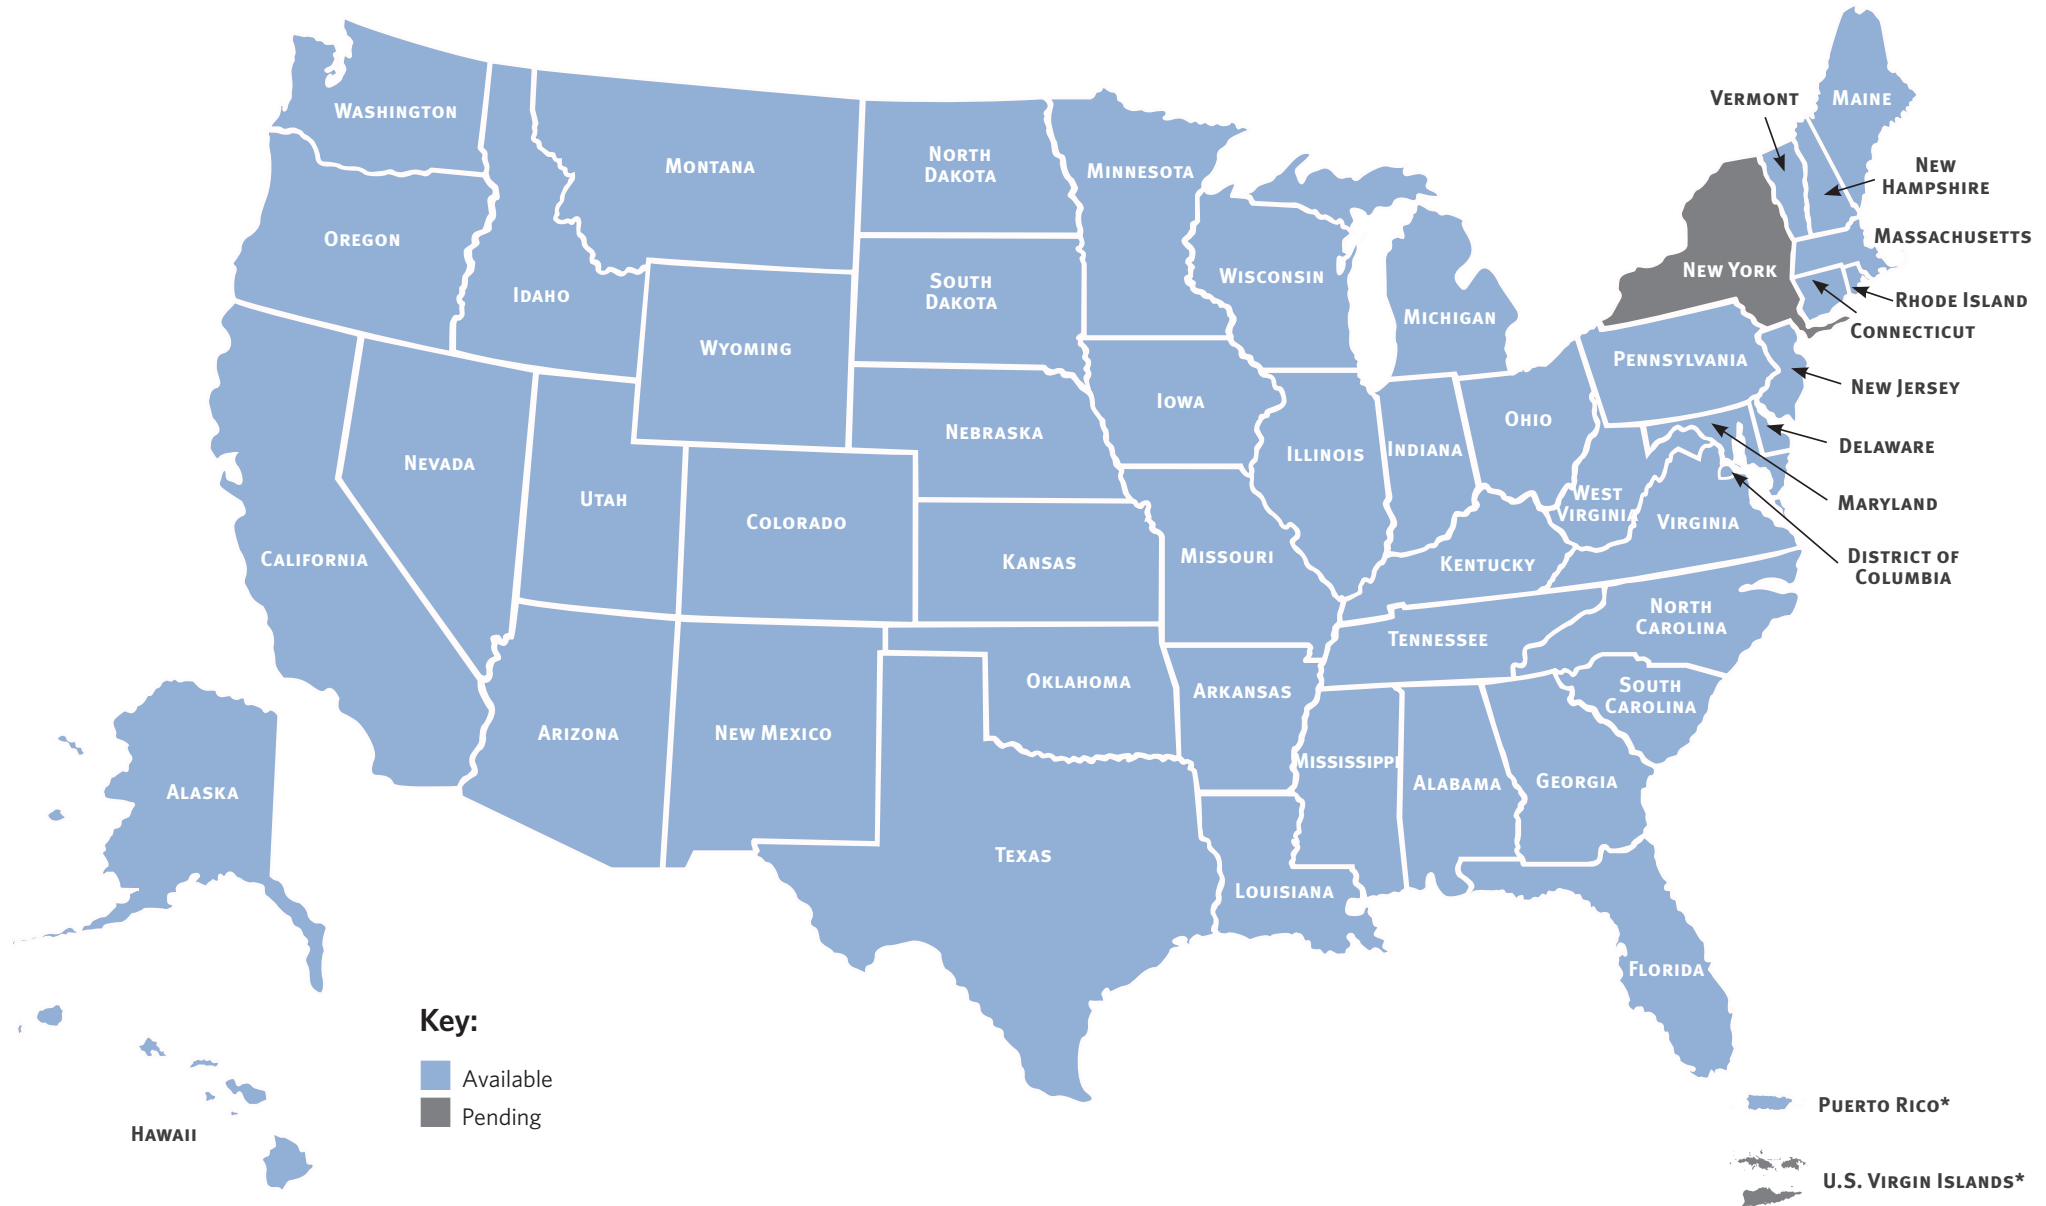 WASHINGTON
OREGON
CALIFORNIA
NEVADA
IDAHO
MONTANA
WYOMING
UTAH
ARIZONA
COLORADO
NEW MEXICO
NORTH
DAKOTA
SOUTH
DAKOTA
NEBRASKA
KANSAS
OKLAHOMA
TEXAS
MINNESOTA
IOWA
MISSOURI
ARKANSAS
LOUISIANA
WISCONSIN
ILLINOIS
MICHIGAN
INDIANA
OHIO
KENTUCKY
TENNESSEE
MISSISSIPPI
ALABAMA
GEORGIA
FLORIDA
SOUTH
CAROLINA
NORTH
CAROLINA
VIRGINIA
WEST
VIRGINIA
PENNSYLVANIA
NEW YORK
VERMONT
MAINE
NEW
HAMPSHIRE
MASSACHUSETTS
RHODE ISLAND
CONNECTICUT
NEW JERSEY
DELAWARE
MARYLAND
DISTRICT OF
COLUMBIA
ALASKA
HAWAII
Key:
Available
Pending
PUERTO RICO*
U.S. VIRGIN ISLANDS*